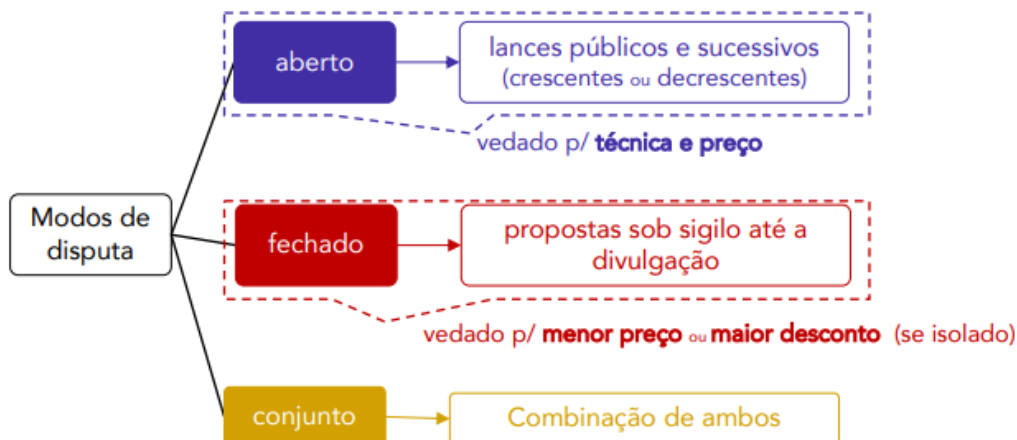 aberto
lances públicos e sucessivos
(crescentes ou decrescentes)
vedado p/ técnica e preço
Modos de
disputa
fechado
propostas sob sigilo até a
divulgação
vedado p/ menor preço ou maior desconto (se isolado)
conjunto
Combinação de ambos